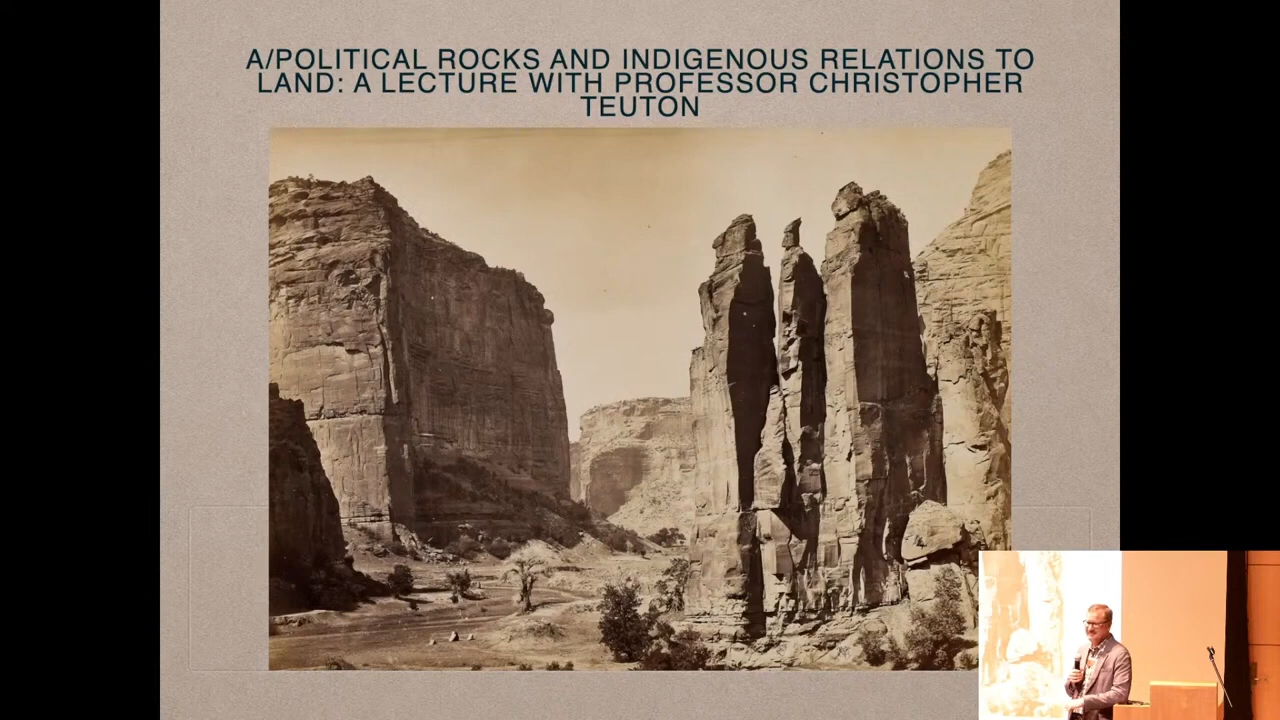 A/POLITICAL ROCKS AND INDIGENOUS RELATIONS TO
LAND: A LECTURE WITH PROFESSOR CHRISTOPHER
TEUTON